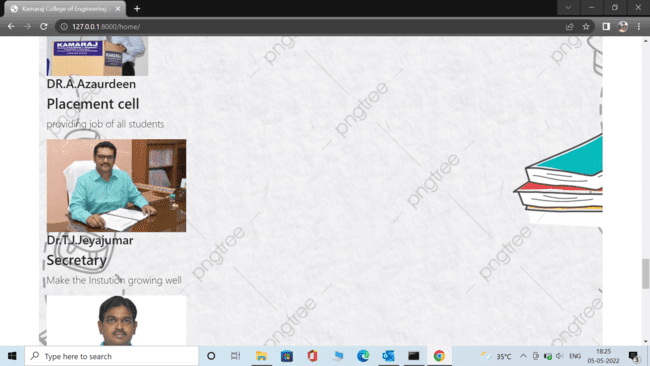 Kamaraj College of Engineering
127.0.0.1:8000/home/
KAMARAJ
DR.A.Azaurdeen
Placement cell
providing job of all students
Dr.T.J.Jeyajumar
Secretary
Make the Instution growing well
pngtree
pngtree
pngtree
pngtree
pngtree
pngtree
Type here to search
35°C
ENG
18:25
05-05-2022
3